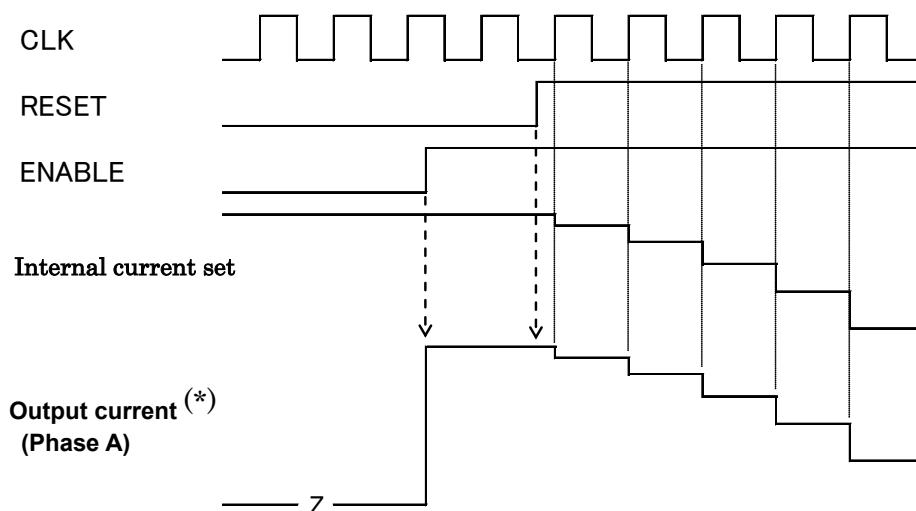 CLK
RESET
ENABLE
Internal current set
Output current (*)
(Phase A)
Z